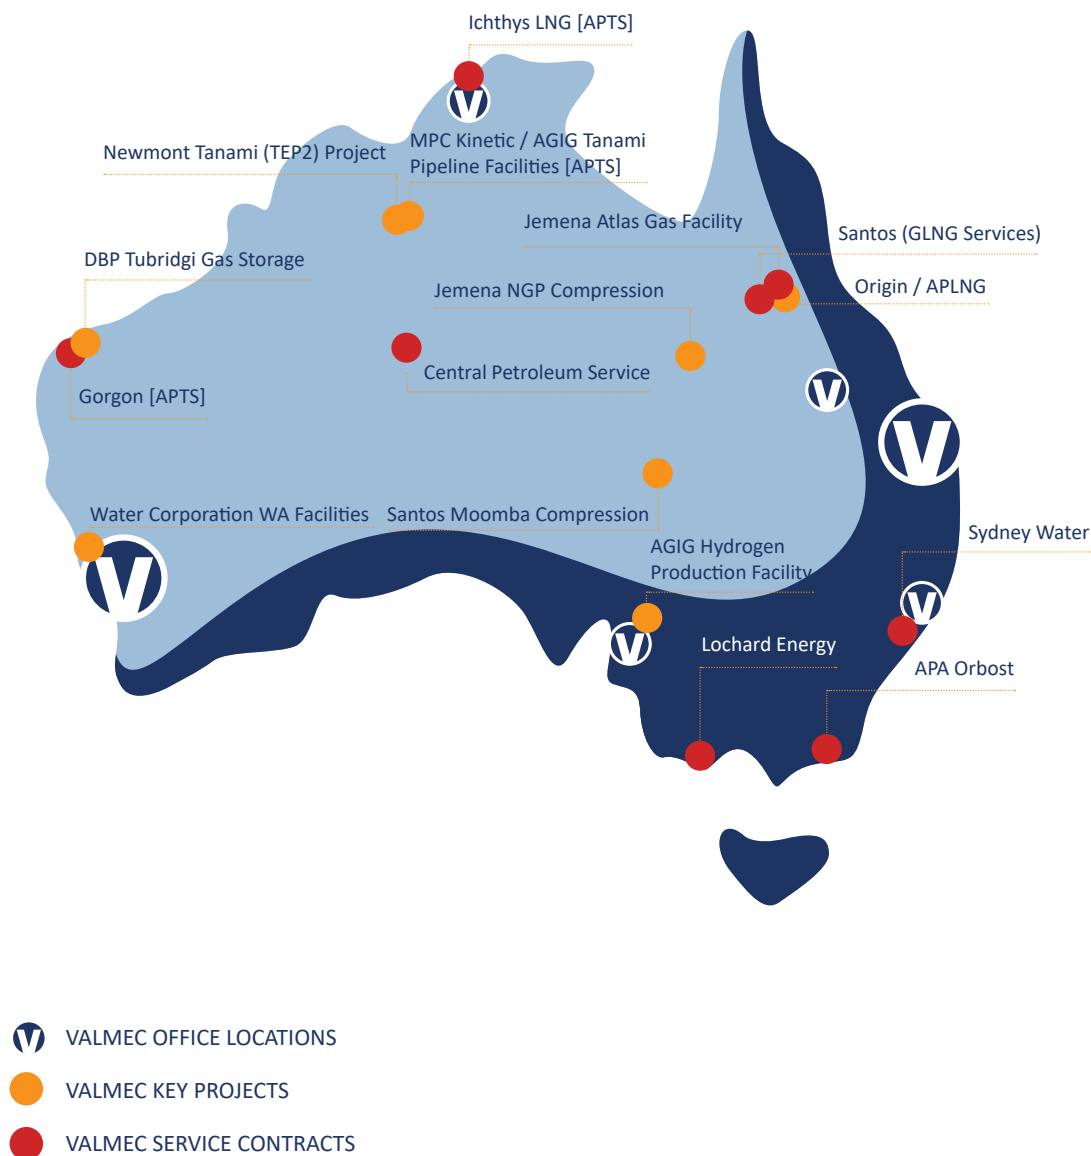 Ichthys LNG [APTS]
V
Newmont Tanami (TEP2) Project
MPC Kinetic / AGIG Tanami
Pipeline Facilities [APTS]
Jemena Atlas Gas Facility
Santos (GLNG Services)
DBP Tubridgi Gas Storage
Jemena NGP Compression
Origin / APLNG
Central Petroleum Service
Gorgon [APTS]
V
V
Water Corporation WA Facilities
Santos Moomba Compression
Sydney Water
AGIG Hydrogen
Production Facility
V
V
V
Lochard Energy
APA Orbost
V VALMEC OFFICE LOCATIONS
VALMEC KEY PROJECTS
VALMEC SERVICE CONTRACTS